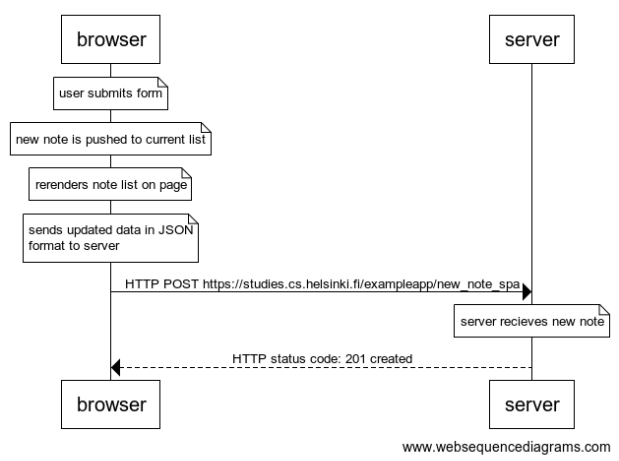 browser
server
user submits form
new note is pushed to current list
rerenders note list on page
sends updated data in JSON
format to server
HTTP POST https://studies.cs.helsinki.fi/exampleapp/new_note_spa
server recieves new note
HTTP status code: 201 created
browser
server
www.websequencediagrams.com